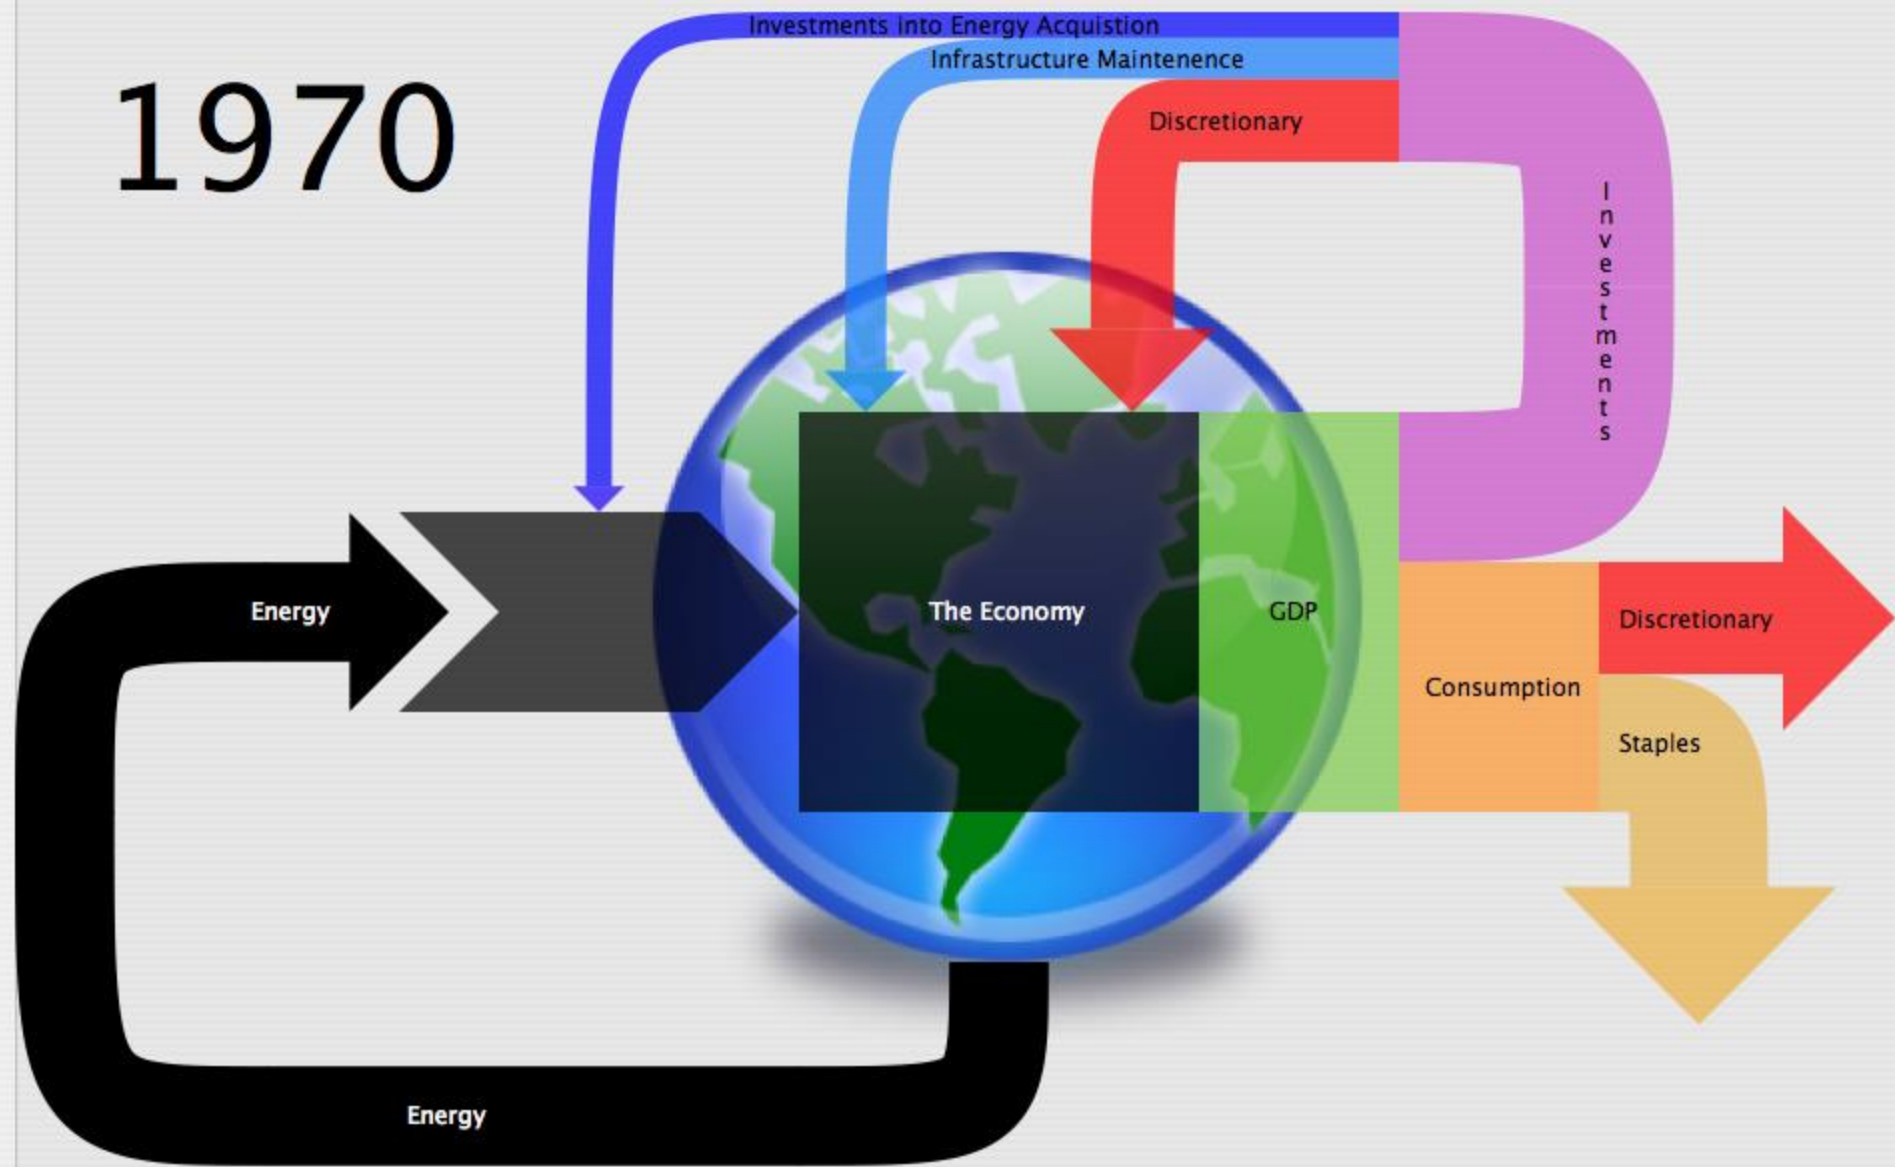 Investments into Energy Acquistion
Infrastructure Maintenence
1970
Discretionary
Investments
Energy
The Economy
GDP
Discretionary
Consumption
Staples
Energy